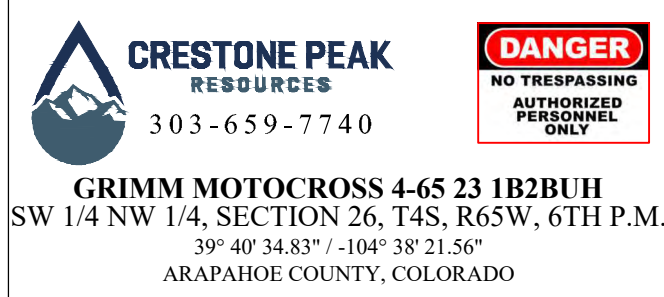 CRESTONE PEAK
RESOURCES
303-659-7740
DANGER
NO TRESPASSING
AUTHORIZED
PERSONNEL
ONLY
GRIMM MOTOCROSS 4-65 23 1B2BUH
SW 1/4 NW 1/4, SECTION 26, T4S, R65W, 6TH P.M.
39° 40' 34.83" / -104° 38' 21.56"
ARAPAHOE COUNTY, COLORADO